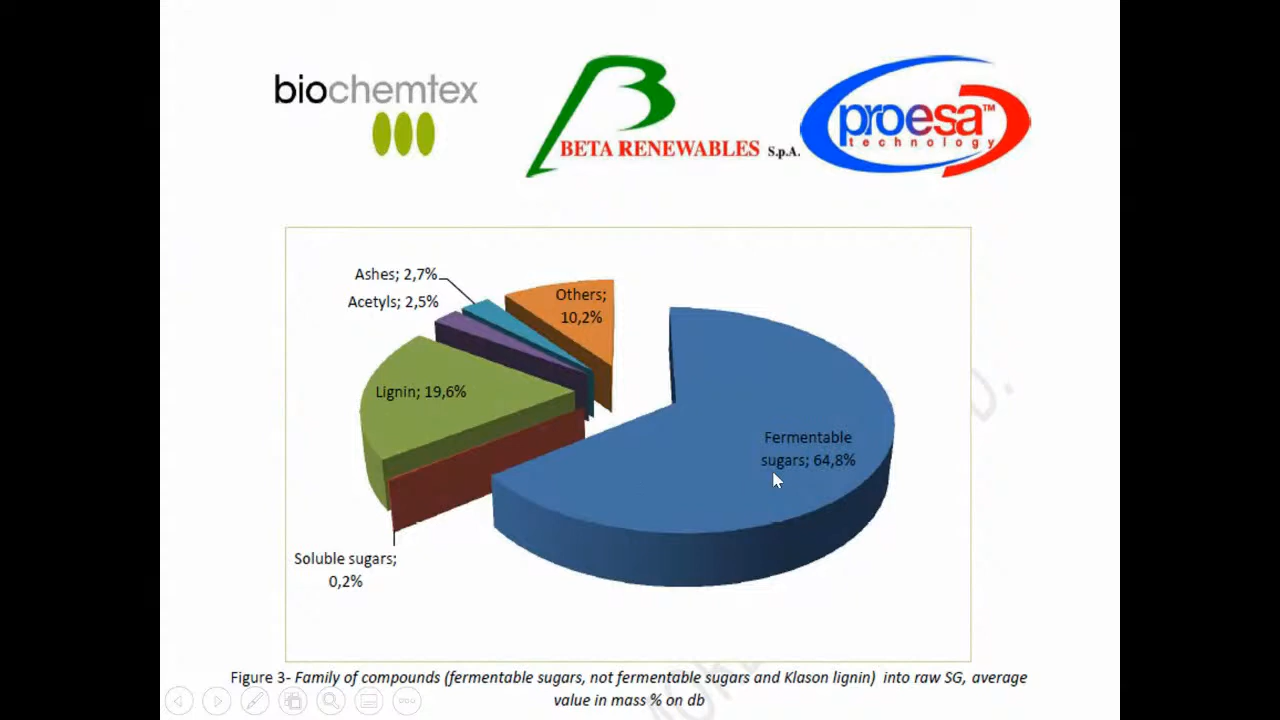 biochemtex
BETA RENEWABLES S.p.A.
proesa™
technology
Ashes; 2,7%
Acetyls; 2,5%
Others;
10,2%
Lignin; 19,6%
Fermentable
sugars; 64,8%
Soluble sugars;
0,2%
Figure 3- Family of compounds (fermentable sugars, not fermentable sugars and Klason lignin) into raw SG, average
value in mass % on db